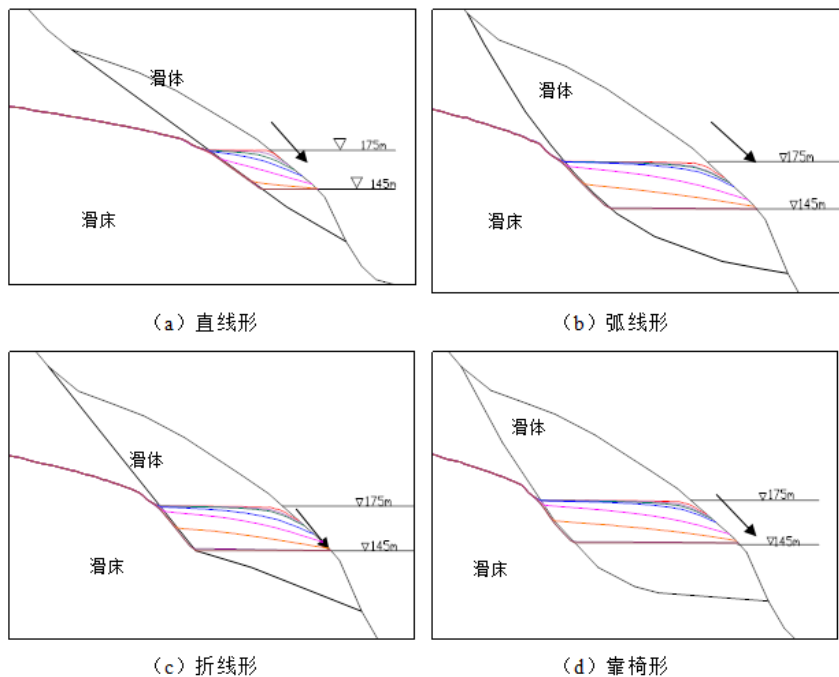 滑体
▽ 175m
▽ 145m
滑床
(a)直线形
滑体
▽175m
▽145m
滑床
(b)弧线形
滑体
▽175m
▽145m
滑床
(c)折线形
滑体
▽175m
▽145m
滑床
(d)靠椅形